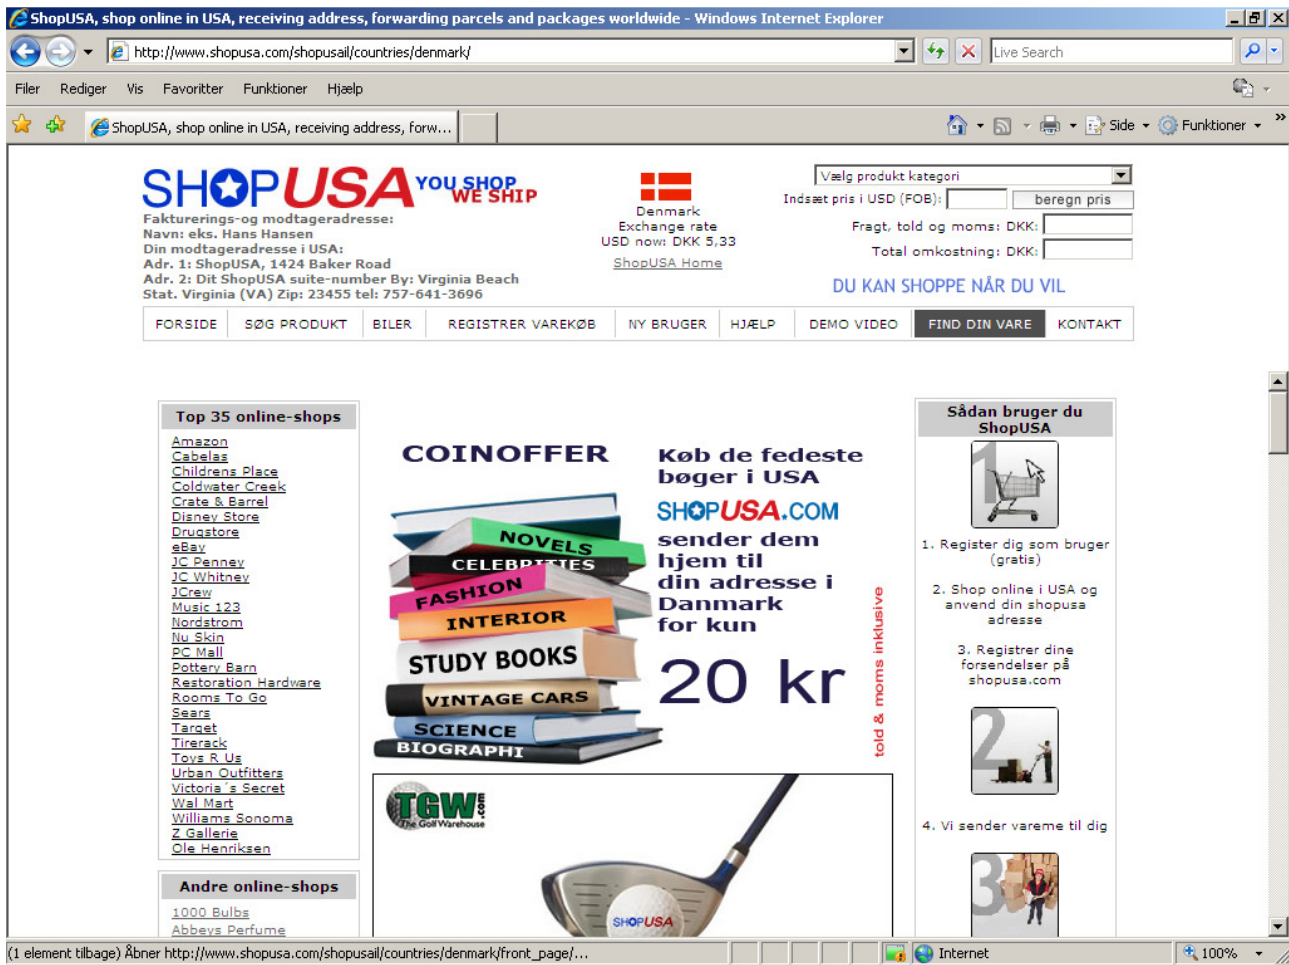 ShopUSA, shop online in USA, receiving address, forwarding parcels and packages worldwide - Windows Internet Explorer
http://www.shopusa.com/shopusail/countries/denmark/
Live Search
Filer Rediger Vis Favoritter Funktioner Hjælp
ShopUSA, shop online in USA, receiving address, forw...
Side Funktioner
SHOPUSA YOU SHOP WE SHIP
Fakturerings-og modtageradresse:
Navn: eks. Hans Hansen
Din modtageradresse i USA:
Adr. 1: ShopUSA, 1424 Baker Road
Adr. 2: Dit ShopUSA suite-number By: Virginia Beach
Stat. Virginia (VA) Zip: 23455 tel: 757-641-3696
Denmark
Exchange rate
USD now: DKK 5,33
ShopUSA Home
Vælg produkt kategori
Indsæt pris i USD (FOB): beregn pris
Fragt, told og moms: DKK:
Total omkostning: DKK:
DU KAN SHOPPE NÅR DU VIL
FORSIDE SØG PRODUKT BILER REGISTRER VAREKØB NY BRUGER HJÆLP DEMO VIDEO FIND DIN VARE KONTAKT
Top 35 online-shops
Amazon
Cabelas
Childrens Place
Coldwater Creek
Crate & Barrel
Disney Store
Drugstore
eBay
JC Penney
JC Whitney
JCrew
Music 123
Nordstrom
Nu Skin
PC Mall
Pottery Barn
Restoration Hardware
Rooms To Go
Sears
Target
Tirerack
Toys R Us
Urban Outfitters
Victoria´s Secret
Wal Mart
Williams Sonoma
Z Gallerie
Ole Henriksen
Andre online-shops
1000 Bulbs
Abbeys Perfume
COINOFFER
NOVELS
CELEBRITIES
FASHION
INTERIOR
STUDY BOOKS
VINTAGE CARS
SCIENCE
BIOGRAPHI
Køb de fedeste
bøger i USA
SHOPUSA.COM
sender dem
hjem til
din adresse i
Danmark
for kun
20 kr
told & moms inklusive
TGW.com
The Golf Warehouse
SHOPUSA
Sådan bruger du
ShopUSA
1
1. Register dig som bruger
(gratis)
2. Shop online i USA og
anvend din shopusa
adresse
3. Registrer dine
forsendelser på
shopusa.com
2
4. Vi sender varerne til dig
3
(1 element tilbage) Åbner http://www.shopusa.com/shopusail/countries/denmark/front_page/...
Internet
100%